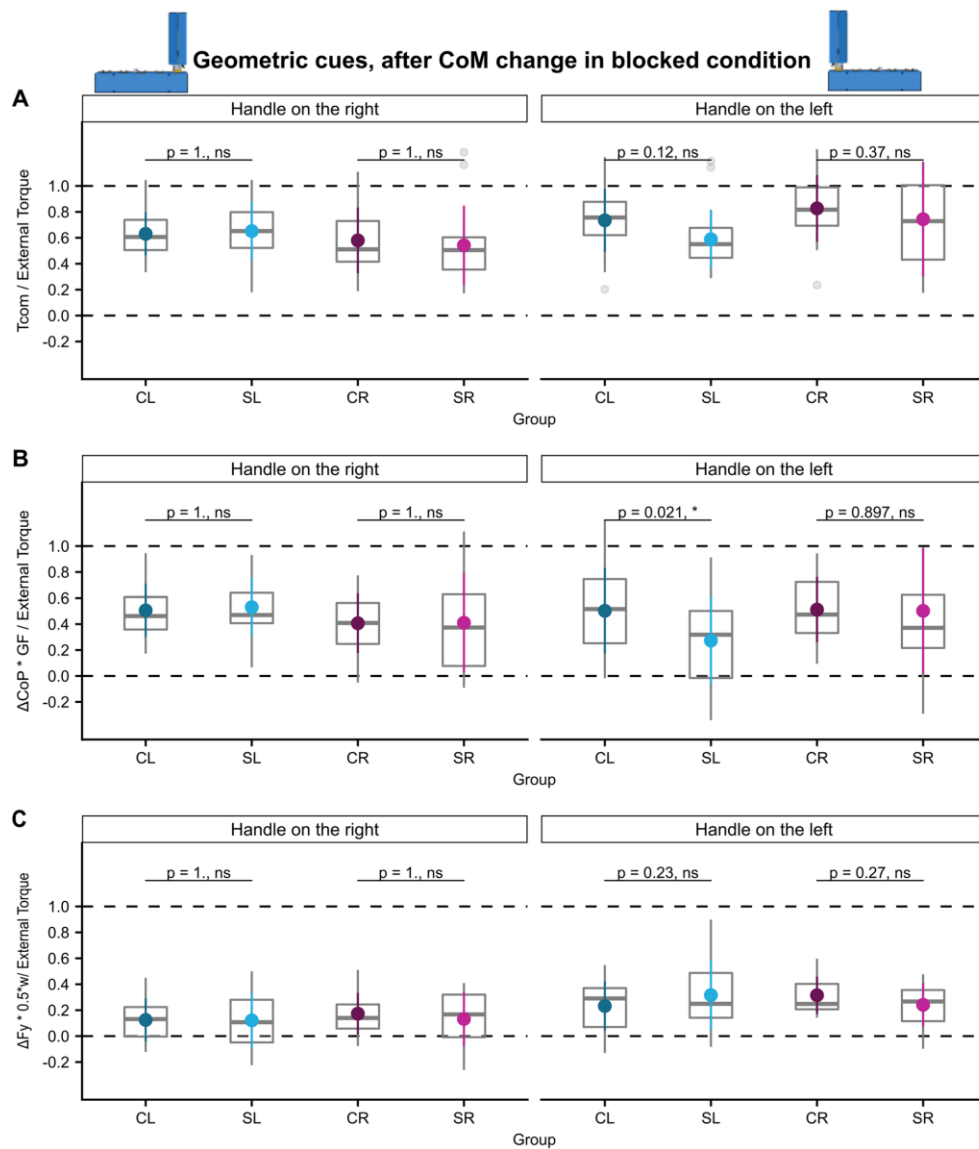 Geometric cues, after CoM change in blocked condition
A
Handle on the right
Handle on the left
p = 1., ns
p = 1., ns
p = 0.12, ns
p = 0.37, ns
Tcom / External Torque
1.0
0.8
0.6
0.4
0.2
0.0
-0.2
CL
SL
CR
SR
CL
SL
CR
SR
Group
Group
B
Handle on the right
Handle on the left
p = 1., ns
p = 1., ns
p = 0.021, *
p = 0.897, ns
ΔCoP * GF / External Torque
1.0
0.8
0.6
0.4
0.2
0.0
-0.2
CL
SL
CR
SR
CL
SL
CR
SR
Group
Group
C
Handle on the right
Handle on the left
p = 1., ns
p = 1., ns
p = 0.23, ns
p = 0.27, ns
ΔFy * 0.5*w/ External Torque
1.0
0.8
0.6
0.4
0.2
0.0
-0.2
CL
SL
CR
SR
CL
SL
CR
SR
Group
Group